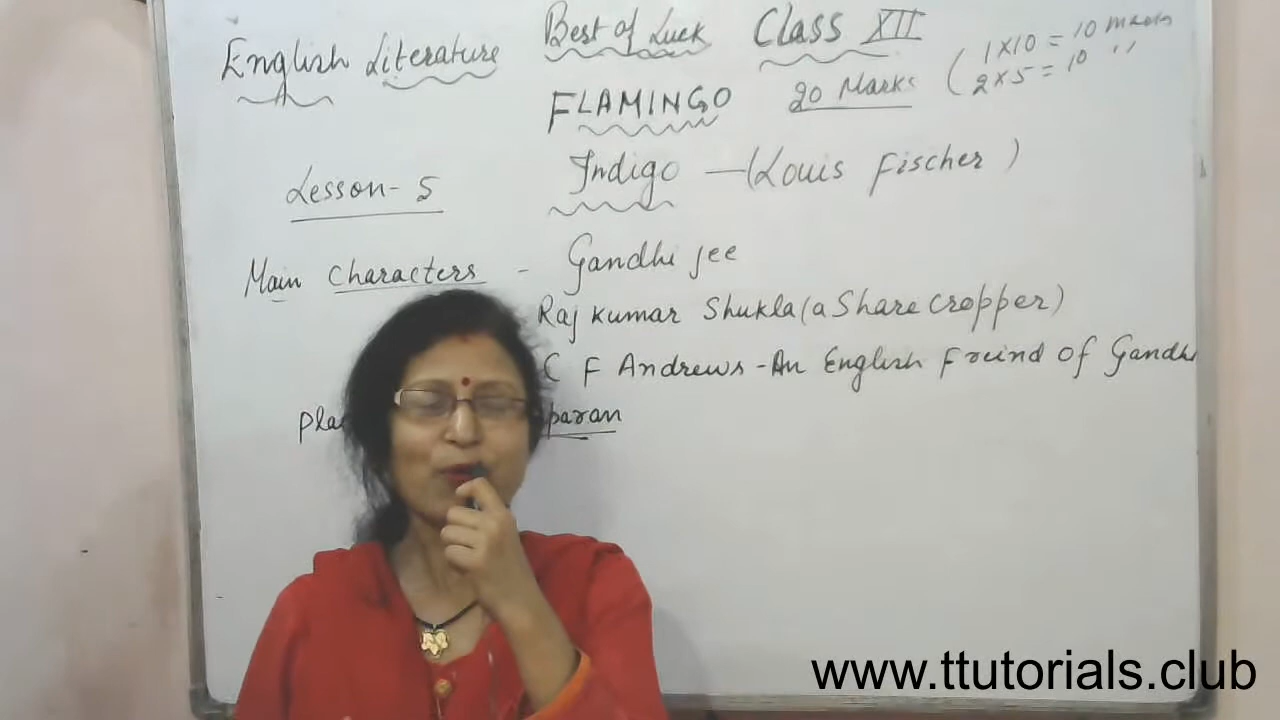 English Literature Best of Luck Class XII (1x10 = 10 marks
2x5 = 10 ''
FLAMINGO 20 Marks
Lesson- 5 Indigo —(Louis Fischer)
Main Characters - Gandhi jee
Raj kumar Shukla (a Share cropper)
C F Andrews - An English Freind of Gandhi
Pla paran
www.ttutorials.club